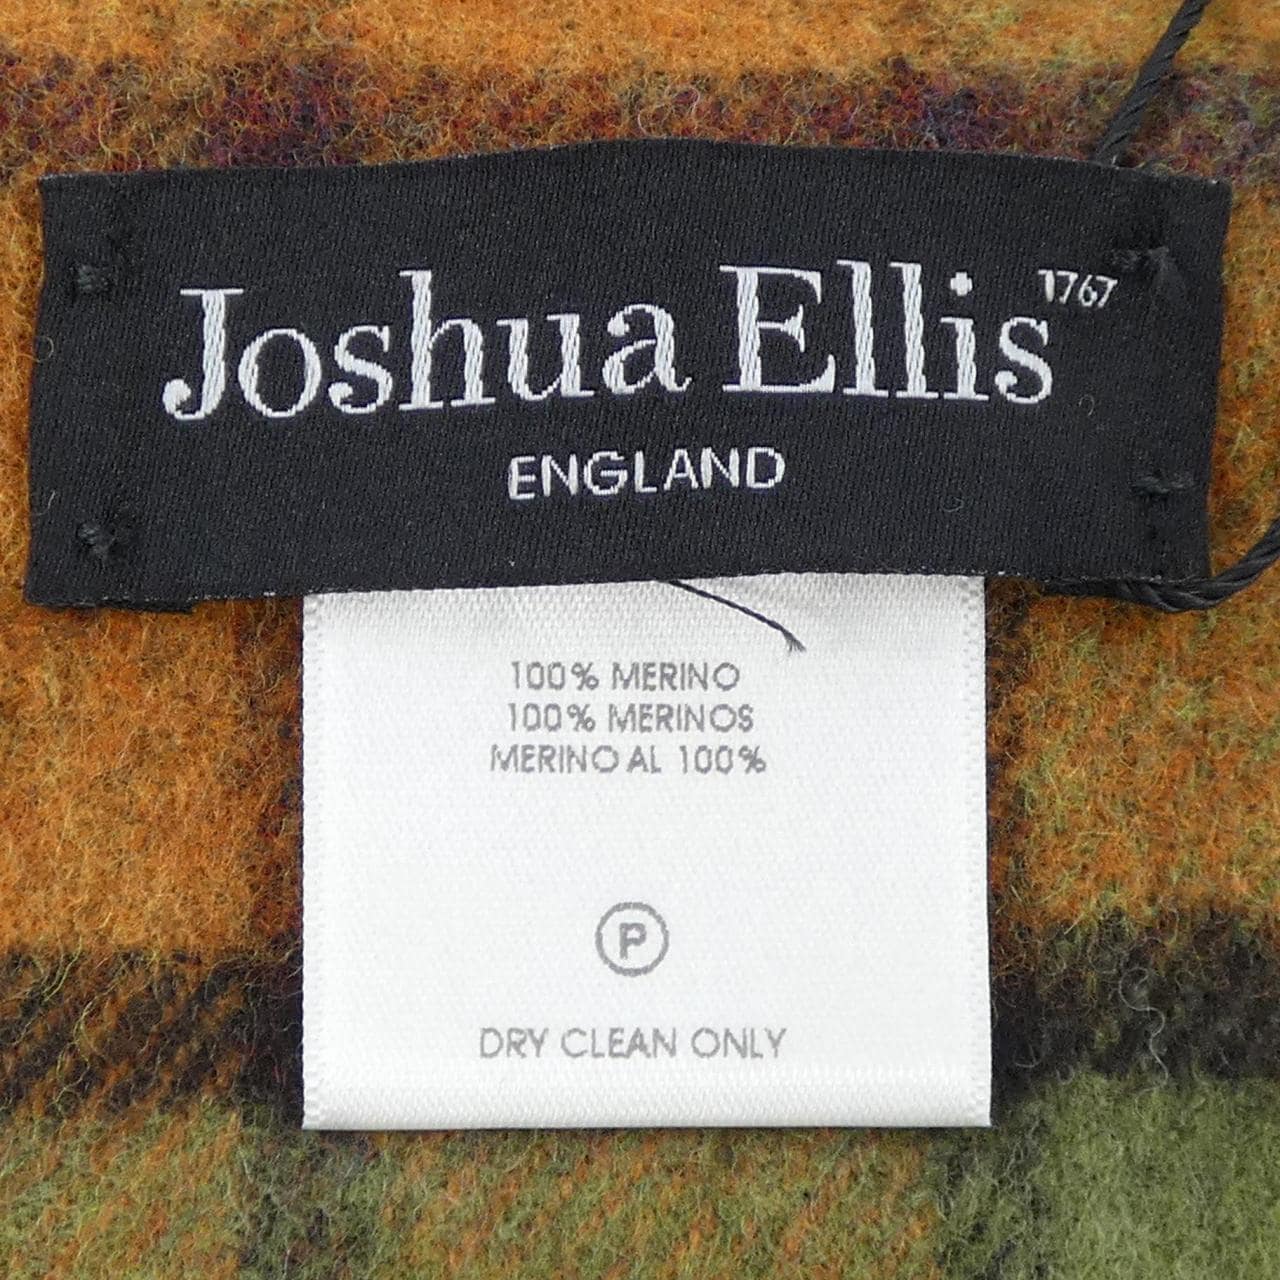 Joshua Ellis 1767
ENGLAND
100% MERINO
100% MERINOS
MERINO AL 100%
P
DRY CLEAN ONLY